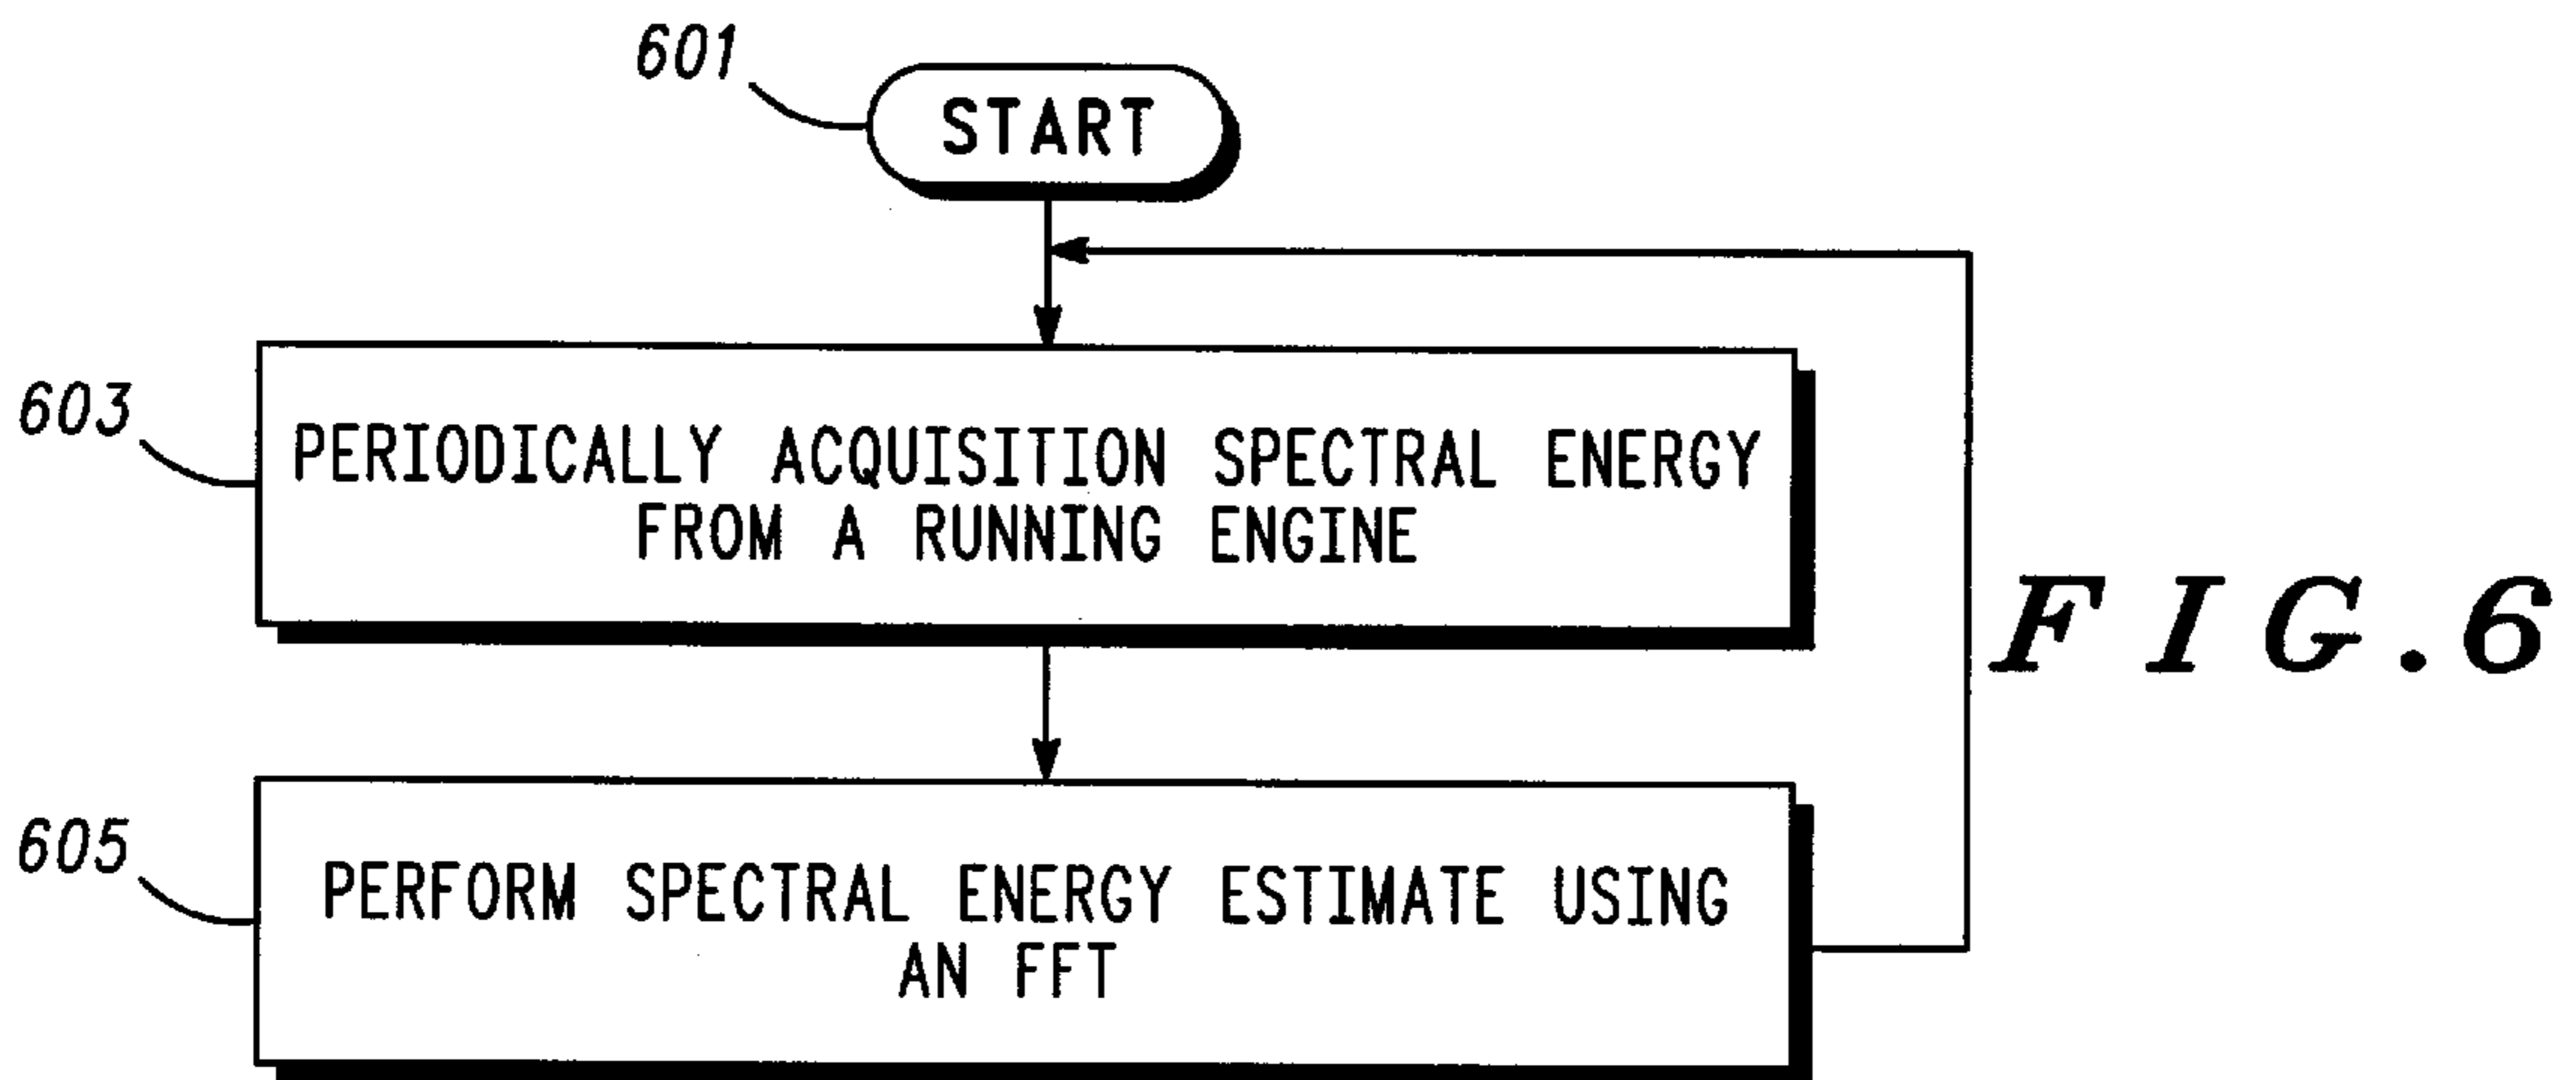 601
START
603
PERIODICALLY ACQUISITION SPECTRAL ENERGY
FROM A RUNNING ENGINE
FIG.6
605
PERFORM SPECTRAL ENERGY ESTIMATE USING
AN FFT